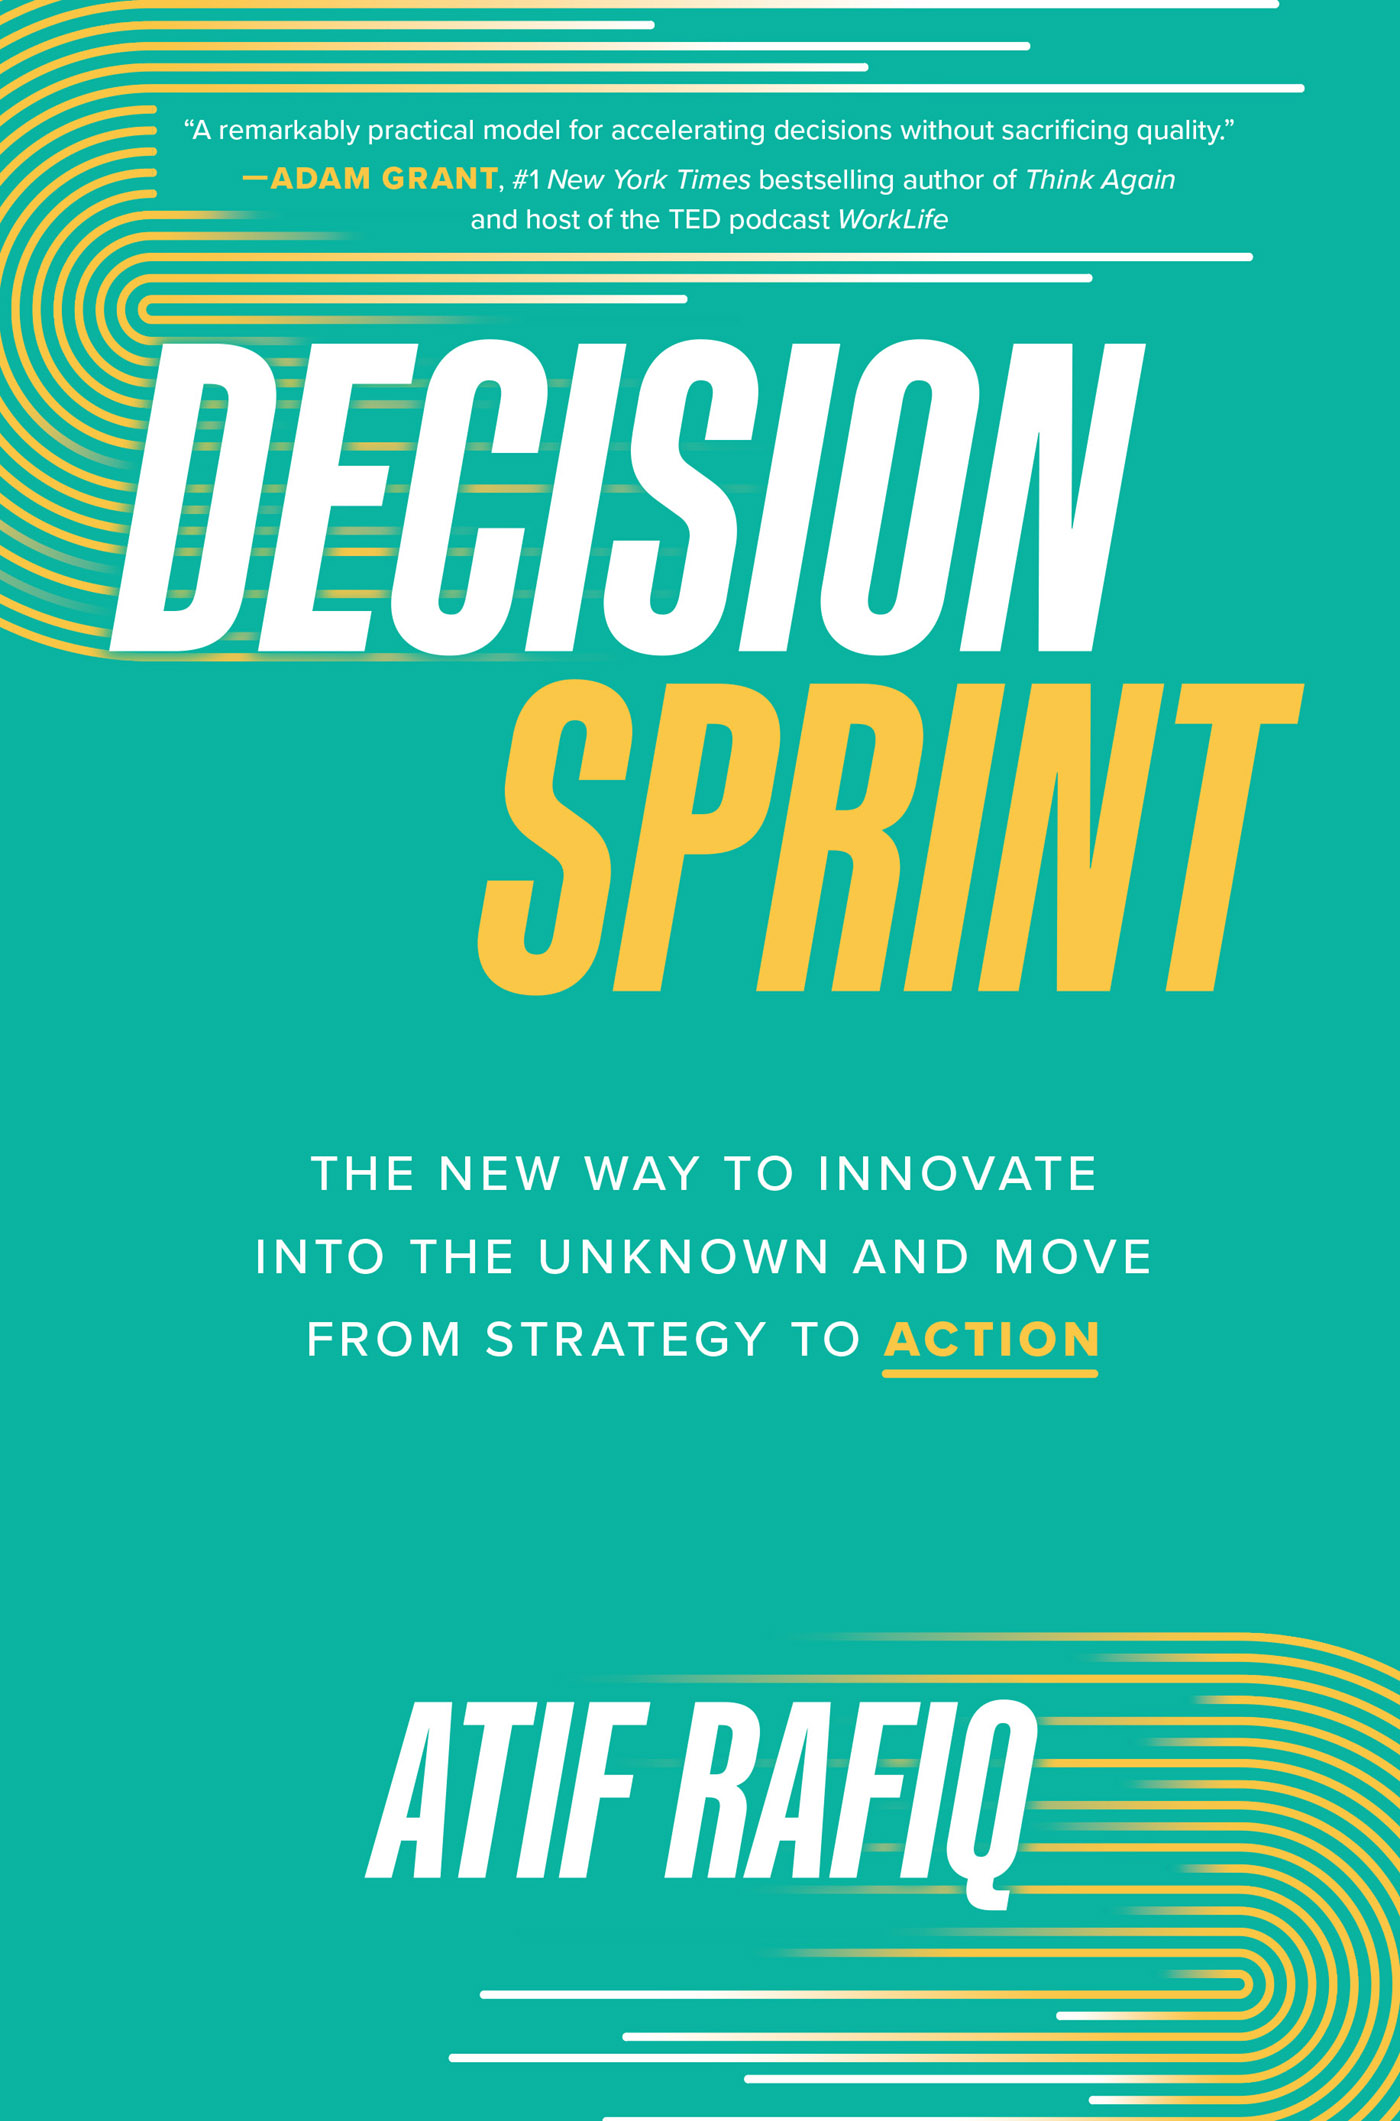 “A remarkably practical model for accelerating decisions without sacrificing quality.”
—ADAM GRANT, #1 New York Times bestselling author of Think Again
and host of the TED podcast WorkLife
DECISION
SPRINT
THE NEW WAY TO INNOVATE
INTO THE UNKNOWN AND MOVE
FROM STRATEGY TO ACTION
ATIF RAFIQ